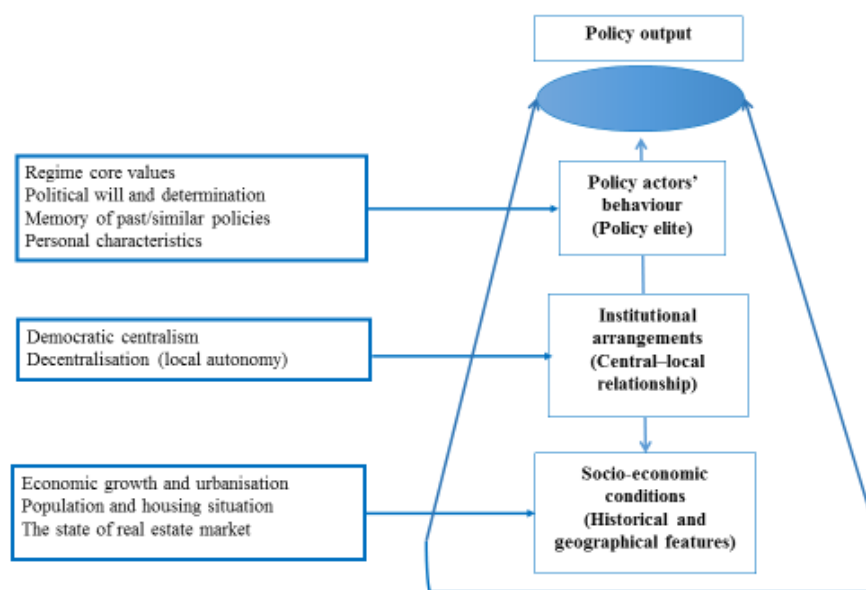 Policy output
Regime core values
Political will and determination
Memory of past/similar policies
Personal characteristics
Policy actors'
behaviour
(Policy elite)
Democratic centralism
Decentralisation (local autonomy)
Institutional
arrangements
(Central–local
relationship)
Economic growth and urbanisation
Population and housing situation
The state of real estate market
Socio-economic
conditions
(Historical and
geographical features)